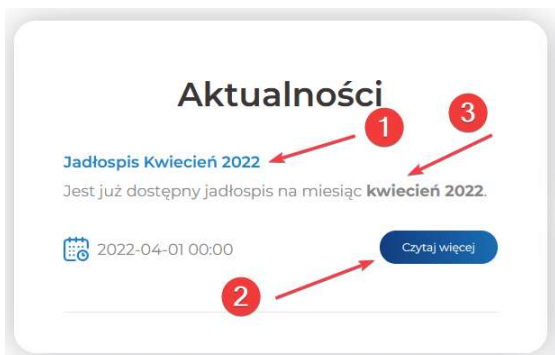 Aktualności
1
3
Jadłospis Kwiecień 2022
Jest już dostępny jadłospis na miesiąc kwiecień 2022.
2022-04-01 00:00
Czytaj więcej
2